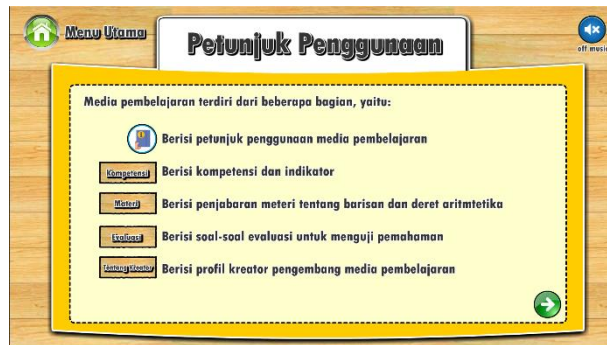 Menu Utama
Petunjuk Penggunaan
off music
Media pembelajaran terdiri dari beberapa bagian, yaitu:
Berisi petunjuk penggunaan media pembelajaran
Kompetensi Berisi kompetensi dan indikator
Materi Berisi penjabaran meteri tentang barisan dan deret aritmtetika
Evaluasi Berisi soal-soal evaluasi untuk menguji pemahaman
Tentang Kreator Berisi profil kreator pengembang media pembelajaran